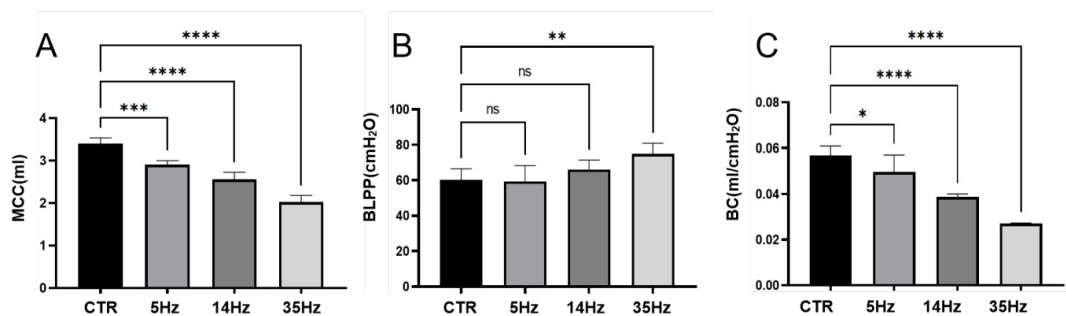 A
****
****
***
MCC(ml)
4
3
2
1
0
CTR 5Hz 14Hz 35Hz
B
**
ns
ns
BLPP(cmH₂O)
100
80
60
40
20
0
CTR 5Hz 14Hz 35Hz
C
****
****
*
BC(ml/cmH₂O)
0.08
0.06
0.04
0.02
0.00
CTR 5Hz 14Hz 35Hz